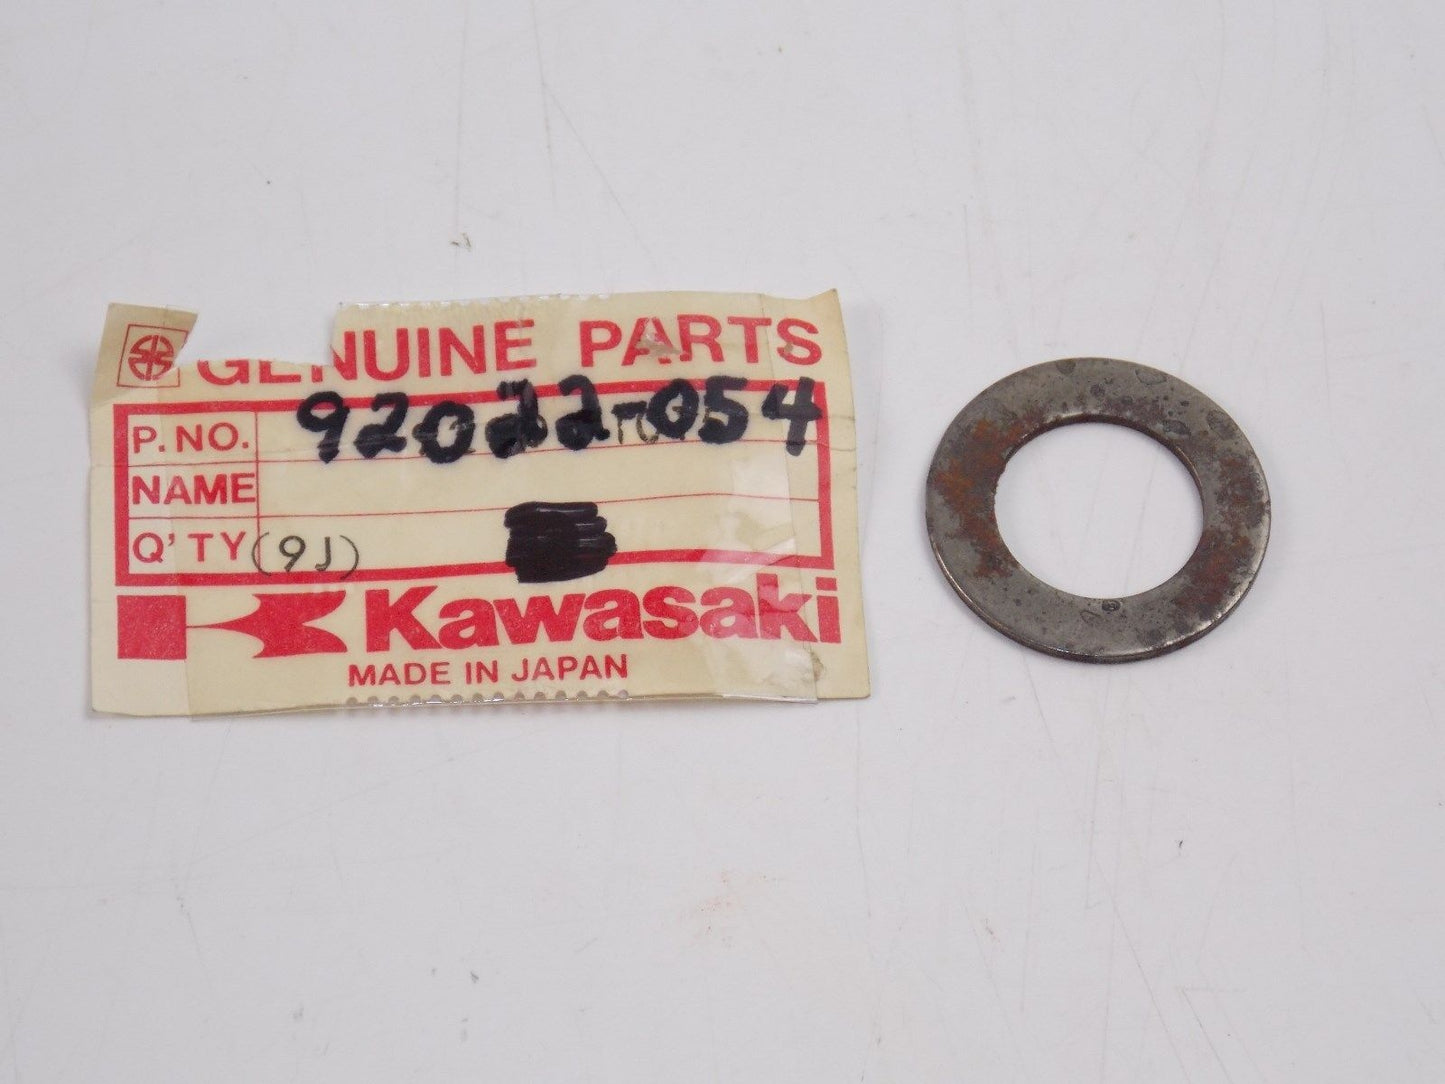 GENUINE PARTS
P. NO. 92022-054
NAME
Q'TY (9J)
Kawasaki
MADE IN JAPAN